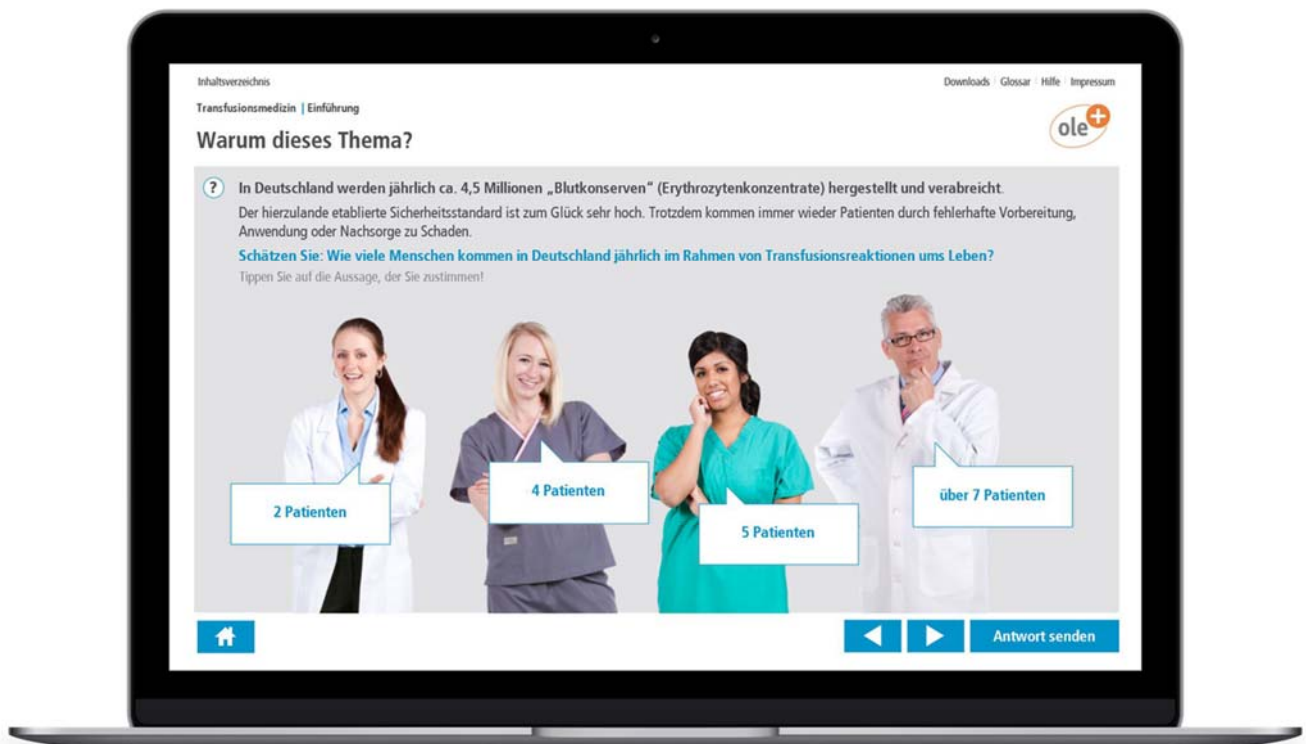 Inhaltsverzeichnis
Downloads | Glossar | Hilfe | Impressum
Transfusionsmedizin | Einführung
Warum dieses Thema?
ole+
? In Deutschland werden jährlich ca. 4,5 Millionen „Blutkonserven“ (Erythrozytenkonzentrate) hergestellt und verabreicht.
Der hierzulande etablierte Sicherheitsstandard ist zum Glück sehr hoch. Trotzdem kommen immer wieder Patienten durch fehlerhafte Vorbereitung,
Anwendung oder Nachsorge zu Schaden.
Schätzen Sie: Wie viele Menschen kommen in Deutschland jährlich im Rahmen von Transfusionsreaktionen ums Leben?
Tippen Sie auf die Aussage, der Sie zustimmen!
2 Patienten
4 Patienten
5 Patienten
über 7 Patienten
Antwort senden